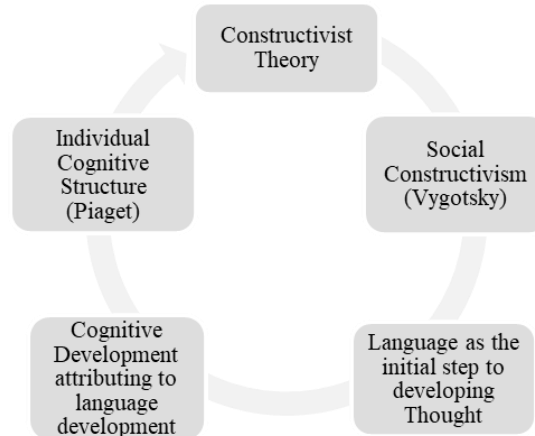 Constructivist
Theory
Social
Constructivism
(Vygotsky)
Language as the
initial step to
developing
Thought
Cognitive
Development
attributing to
language
development
Individual
Cognitive
Structure
(Piaget)